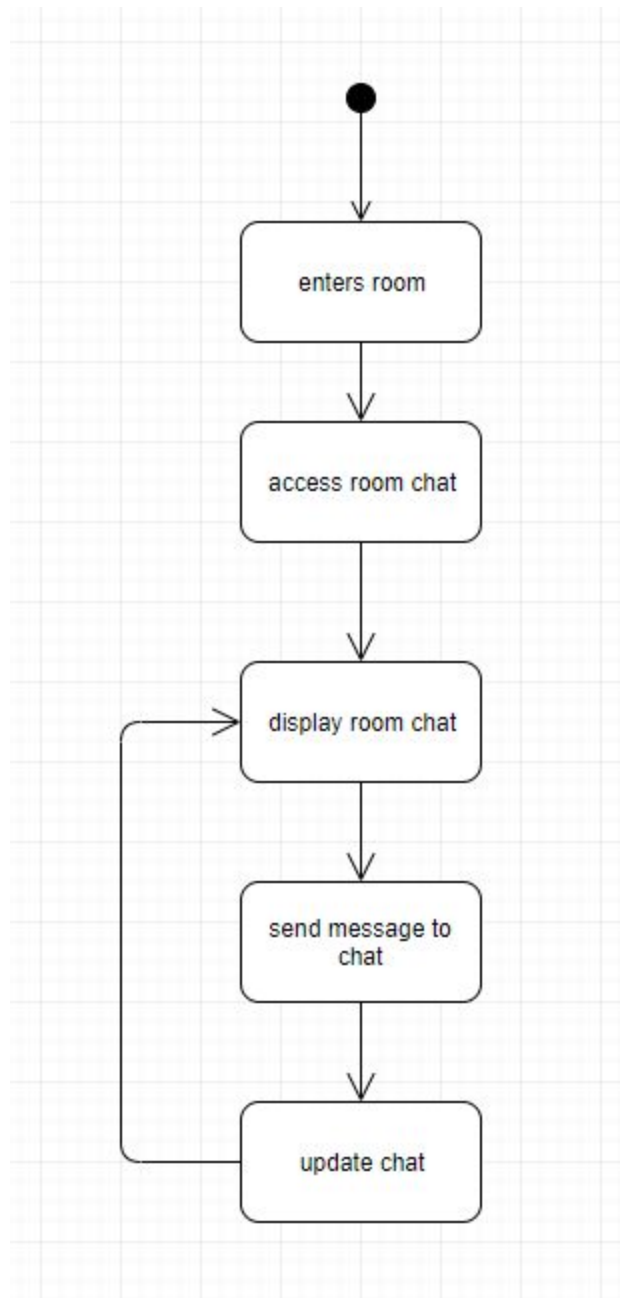 enters room
access room chat
display room chat
send message to
chat
update chat